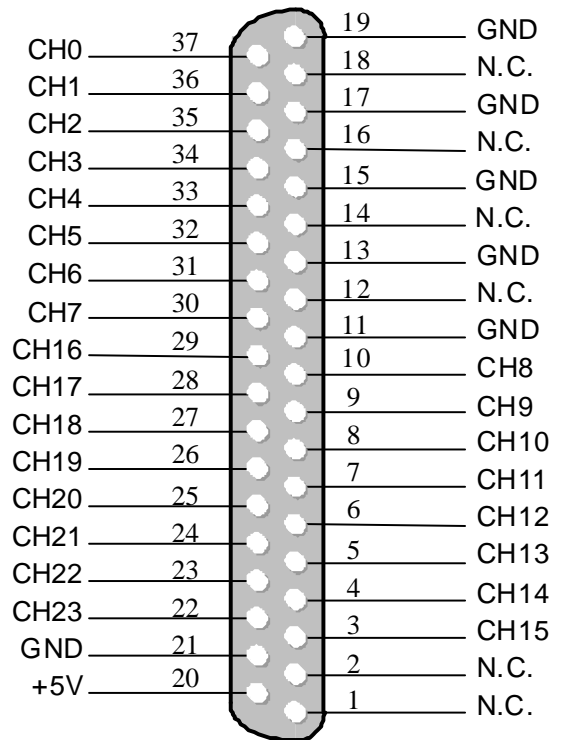 19 GND
CH0 37
18 N.C.
CH1 36
17 GND
CH2 35
16 N.C.
CH3 34
15 GND
CH4 33
14 N.C.
CH5 32
13 GND
CH6 31
12 N.C.
CH7 30
11 GND
CH16 29
10 CH8
CH17 28
9 CH9
CH18 27
8 CH10
CH19 26
7 CH11
CH20 25
6 CH12
CH21 24
5 CH13
CH22 23
4 CH14
CH23 22
3 CH15
GND 21
2 N.C.
+5V 20
1 N.C.